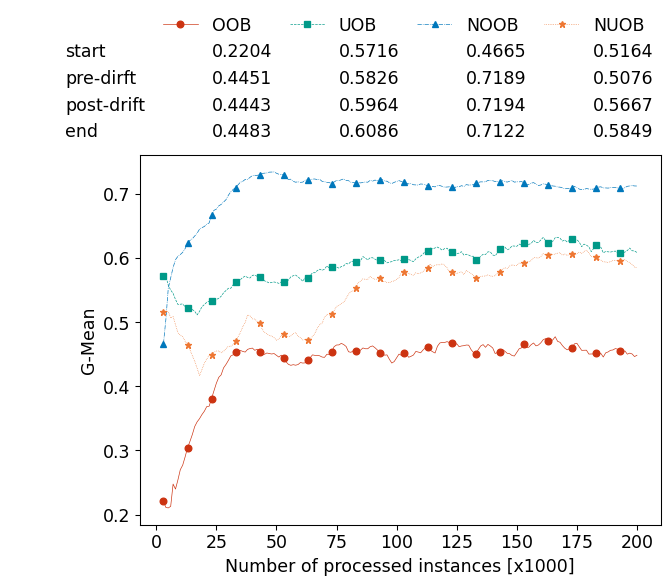 OOB UOB NOOB NUOB
start 0.2204 0.5716 0.4665 0.5164
pre-dirft 0.4451 0.5826 0.7189 0.5076
post-drift 0.4443 0.5964 0.7194 0.5667
end 0.4483 0.6086 0.7122 0.5849
0.7
0.6
0.5
0.4
0.3
0.2
G-Mean
0 25 50 75 100 125 150 175 200
Number of processed instances [x1000]